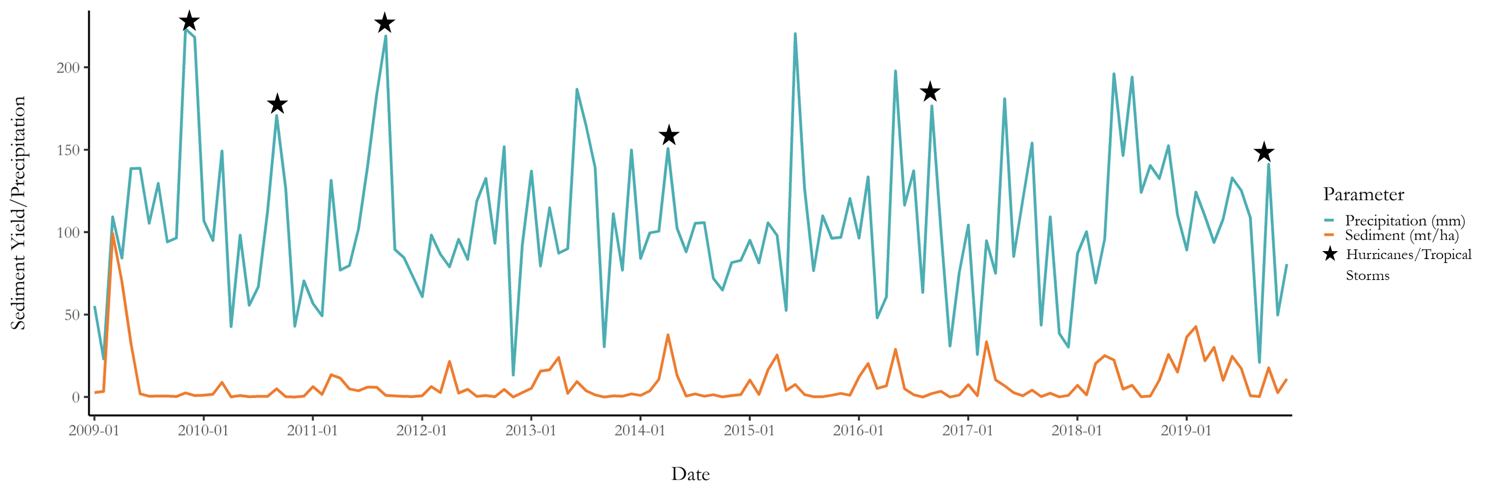 Sediment Yield/Precipitation
200
150
100
50
0
2009-01 2010-01 2011-01 2012-01 2013-01 2014-01 2015-01 2016-01 2017-01 2018-01 2019-01
Date
Parameter
Precipitation (mm)
Sediment (mt/ha)
Hurricanes/Tropical
Storms